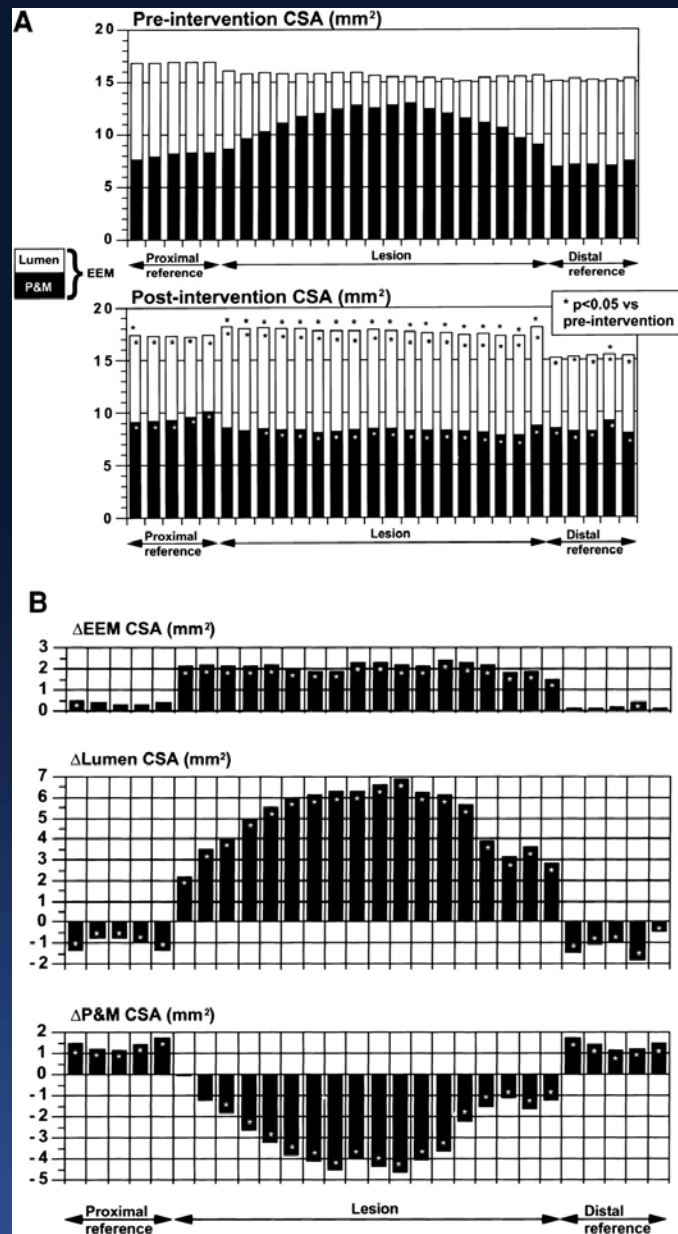 A
Pre-intervention CSA (mm²)
20
15
10
5
0
Lumen
P&M
EEM
Proximal
reference
Lesion
Distal
reference
Post-intervention CSA (mm²)
* p<0.05 vs
pre-intervention
20
15
10
5
0
Proximal
reference
Lesion
Distal
reference
B
ΔEEM CSA (mm²)
3
2
1
0
ΔLumen CSA (mm²)
7
6
5
4
3
2
1
0
-1
-2
ΔP&M CSA (mm²)
2
1
0
-1
-2
-3
-4
-5
Proximal
reference
Lesion
Distal
reference